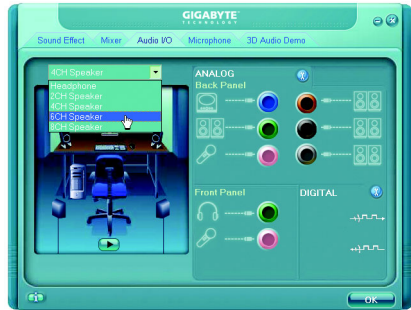 GIGABYTE
TECHNOLOGY
Sound Effect Mixer Audio I/O Microphone 3D Audio Demo
4CH Speaker
Headphone
2CH Speaker
4CH Speaker
6CH Speaker
8CH Speaker
ANALOG
Back Panel
Front Panel
DIGITAL
OK